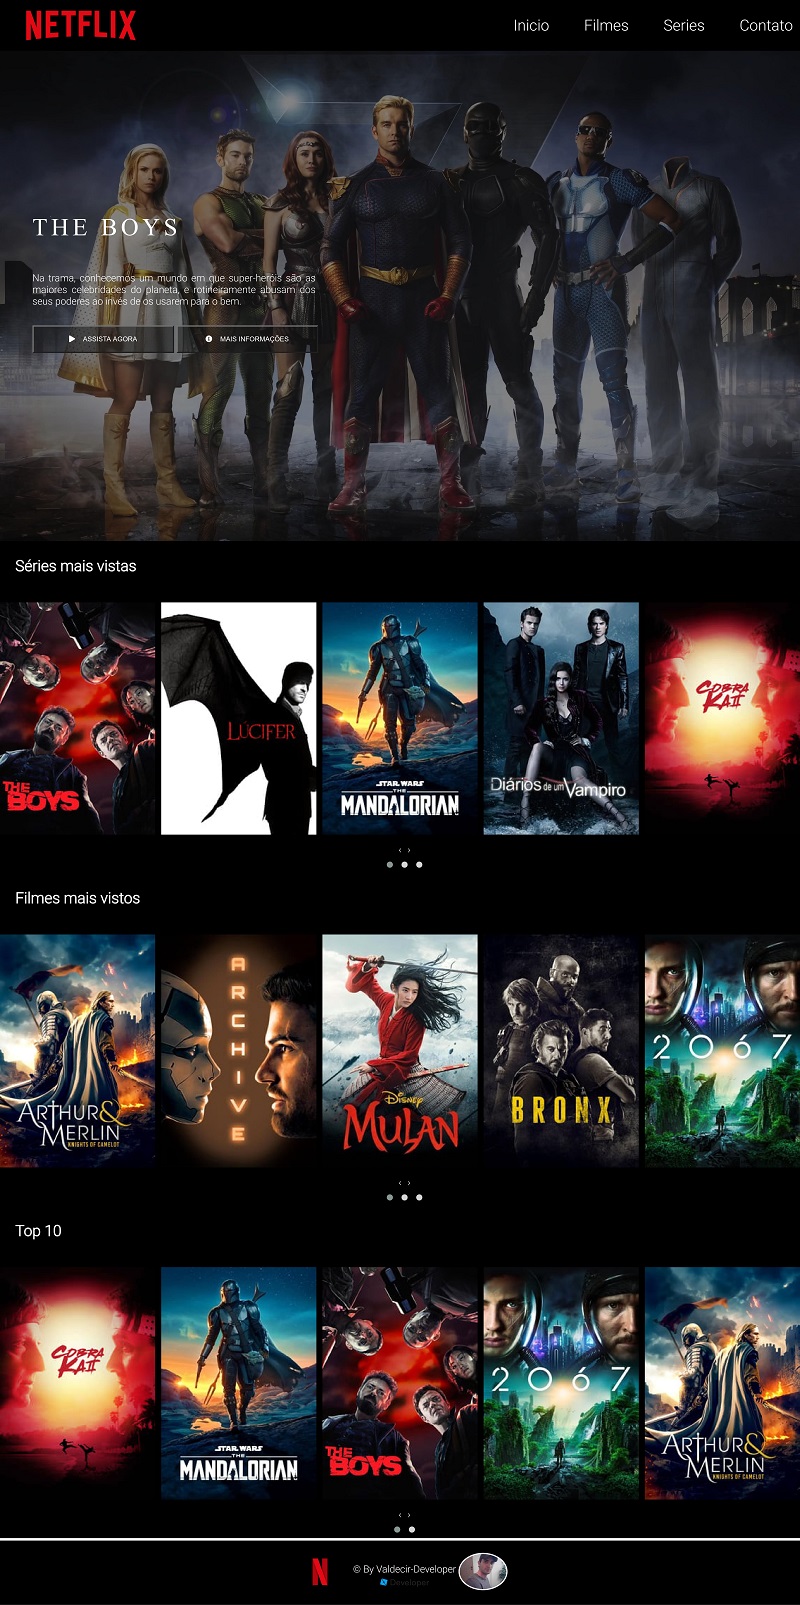 NETFLIX
Inicio Filmes Series Contato
THE BOYS
Na trama, conhecemos um mundo em que super-heróis são as
maiores celebridades do planeta, e rotineiramente abusam dos
seus poderes ao invés de os usarem para o bem.
ASSISTA AGORA MAIS INFORMAÇÕES
Séries mais vistas
THE
BOYS
LUCIFER
STAR WARS
THE
MANDALORIAN
Diários de um Vampiro
COBRA
KAI
‹ ›
Filmes mais vistos
ARTHUR &
MERLIN
KNIGHTS OF CAMELOT
ARCHIVE
DISNEY
MULAN
BRONX
2067
‹ ›
Top 10
COBRA
KAI
STAR WARS
THE
MANDALORIAN
THE
BOYS
2067
ARTHUR &
MERLIN
KNIGHTS OF CAMELOT
‹ ›
N
© By Valdecir-Developer
Developer